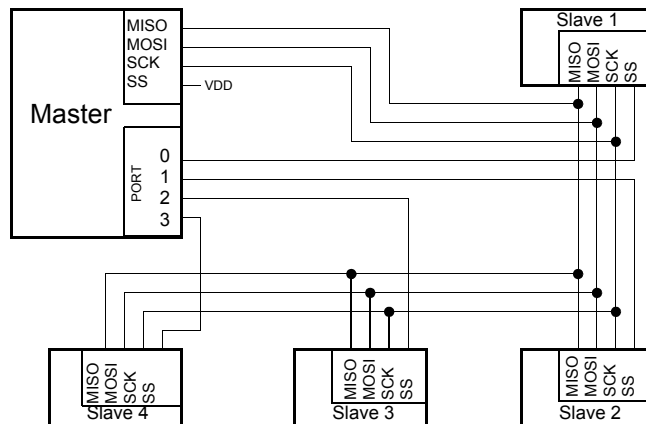 MISO
MOSI
SCK
SS
VDD
Master
PORT
0
1
2
3
Slave 1
MISO
MOSI
SCK
SS
MISO
MOSI
SCK
SS
Slave 4
MISO
MOSI
SCK
SS
Slave 3
MISO
MOSI
SCK
SS
Slave 2